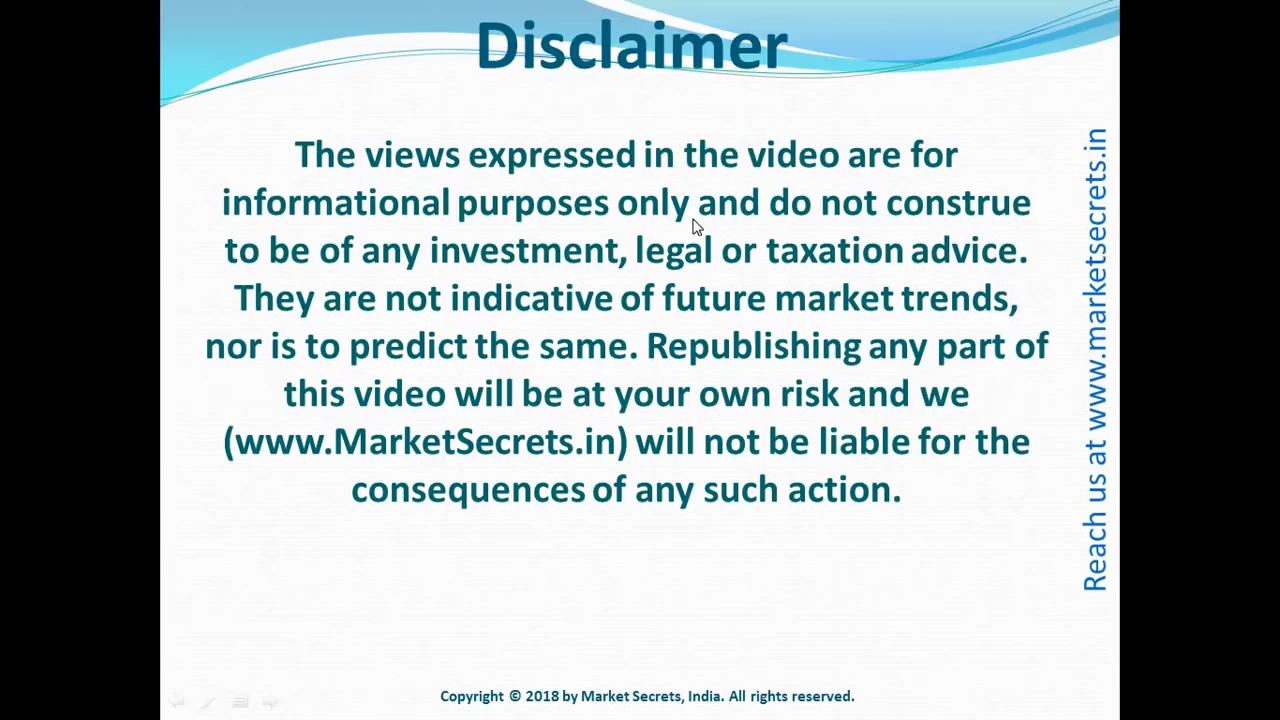 Disclaimer
The views expressed in the video are for
informational purposes only and do not construe
to be of any investment, legal or taxation advice.
They are not indicative of future market trends,
nor is to predict the same. Republishing any part of
this video will be at your own risk and we
(www.MarketSecrets.in) will not be liable for the
consequences of any such action.
Reach us at www.marketsecrets.in
Copyright © 2018 by Market Secrets, India. All rights reserved.